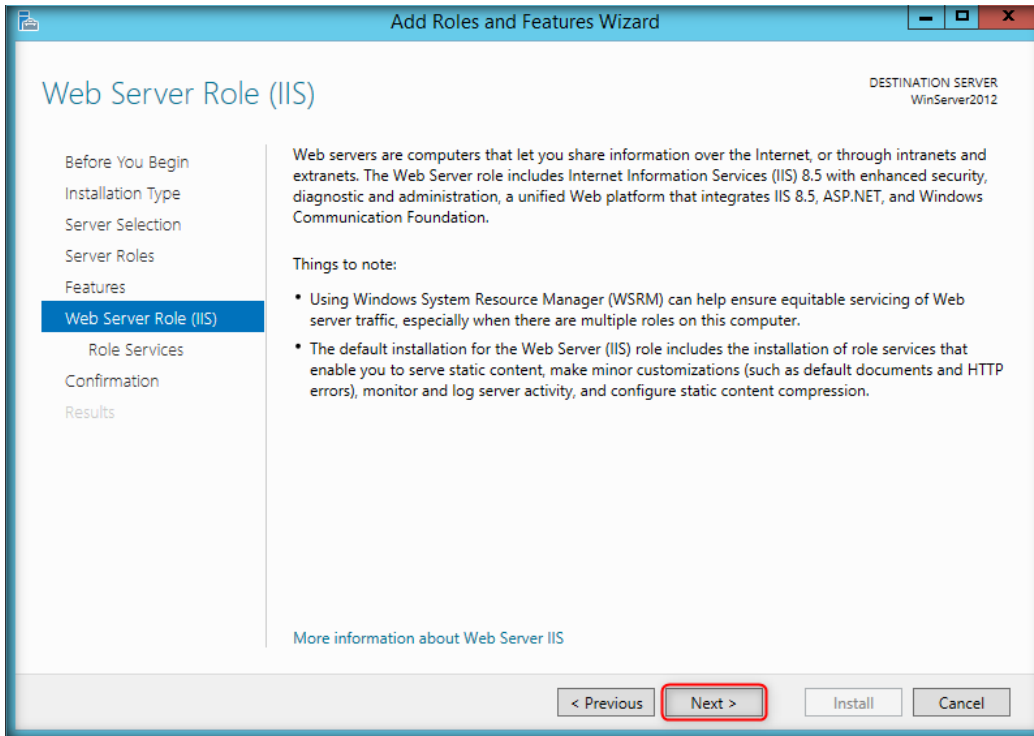 Add Roles and Features Wizard
X
Web Server Role (IIS)
DESTINATION SERVER
WinServer2012
Before You Begin
Installation Type
Server Selection
Server Roles
Features
Web Server Role (IIS)
Role Services
Confirmation
Results
Web servers are computers that let you share information over the Internet, or through intranets and
extranets. The Web Server role includes Internet Information Services (IIS) 8.5 with enhanced security,
diagnostic and administration, a unified Web platform that integrates IIS 8.5, ASP.NET, and Windows
Communication Foundation.
Things to note:
• Using Windows System Resource Manager (WSRM) can help ensure equitable servicing of Web
server traffic, especially when there are multiple roles on this computer.
• The default installation for the Web Server (IIS) role includes the installation of role services that
enable you to serve static content, make minor customizations (such as default documents and HTTP
errors), monitor and log server activity, and configure static content compression.
More information about Web Server IIS
< Previous
Next >
Install
Cancel